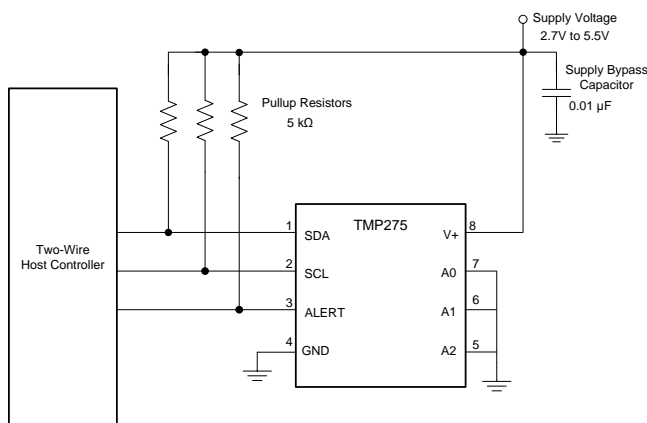 Supply Voltage
2.7V to 5.5V
Supply Bypass
Capacitor
0.01 µF
Pullup Resistors
5 kΩ
Two-Wire
Host Controller
TMP275
1 SDA V+ 8
2 SCL A0 7
3 ALERT A1 6
4 GND A2 5